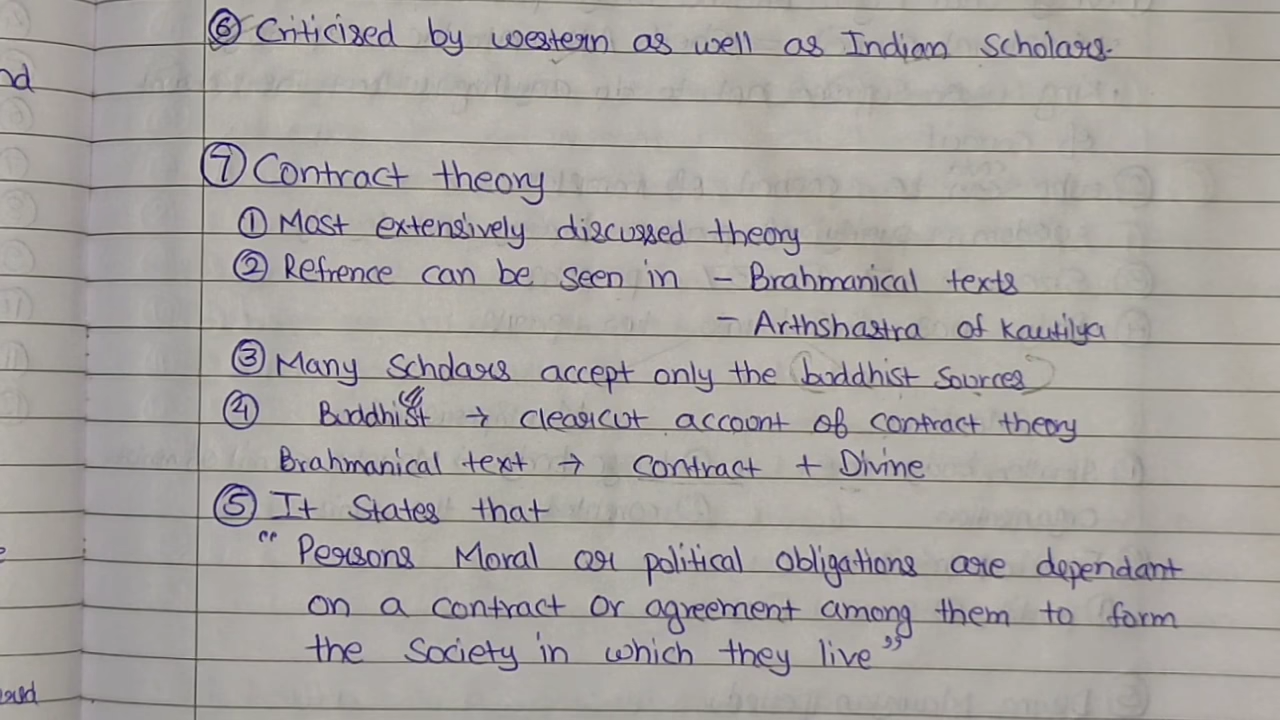 ⑥ Criticized by western as well as Indian Scholars.
nd
⑦ Contract theory
① Most extensively discussed theory
② Refrence can be seen in - Brahmanical texts
- Arthshastra of Kautilya
③ Many Scholars accept only the buddhist Sources
④ Buddhist → clearcut account of contract theory
Brahmanical text → contract + Divine
⑤ It States that
" Persons Moral or political obligations are dependant
on a contract or agreement among them to form
the Society in which they live "